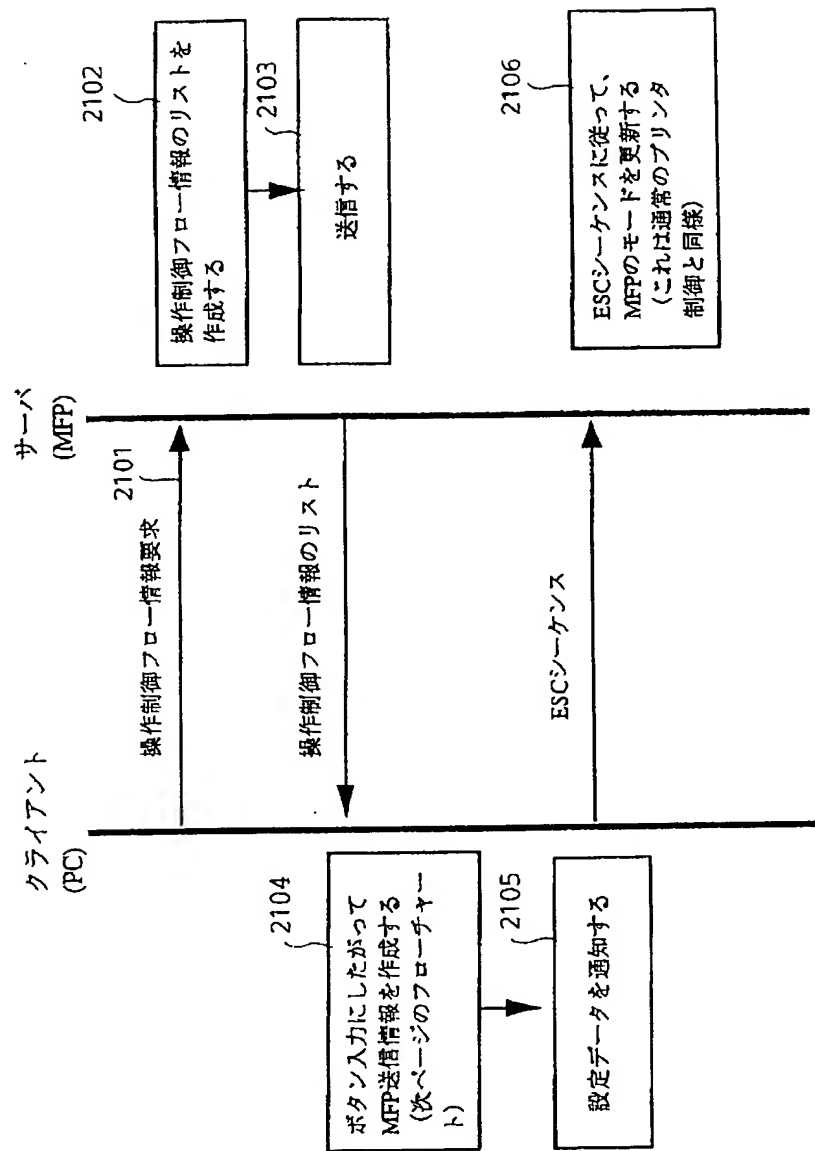 クライアント
(PC)
サーバ
(MFP)
操作制御フロー情報要求
2101
2102
操作制御フロー情報のリストを
作成する
2103
送信する
操作制御フロー情報のリスト
2104
ボタン入力にしたがって
MFP送信情報を作成する
(次ページのフローチャー
ト)
2105
設定データを通知する
ESCシーケンス
2106
ESCシーケンスに従って、
MFPのモードを更新する
(これは通常のプリンタ
制御と同様)